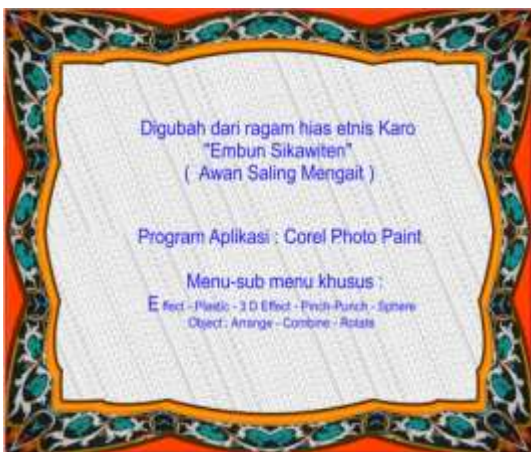 Digubah dari ragam hias etnis Karo
"Embun Sikawiten"
( Awan Saling Mengait )
Program Aplikasi : Corel Photo Paint
Menu-sub menu khusus :
E ffect - Plastic - 3 D Effect - Pinch-Punch - Sphere
Object : Arrange - Combine - Rotate